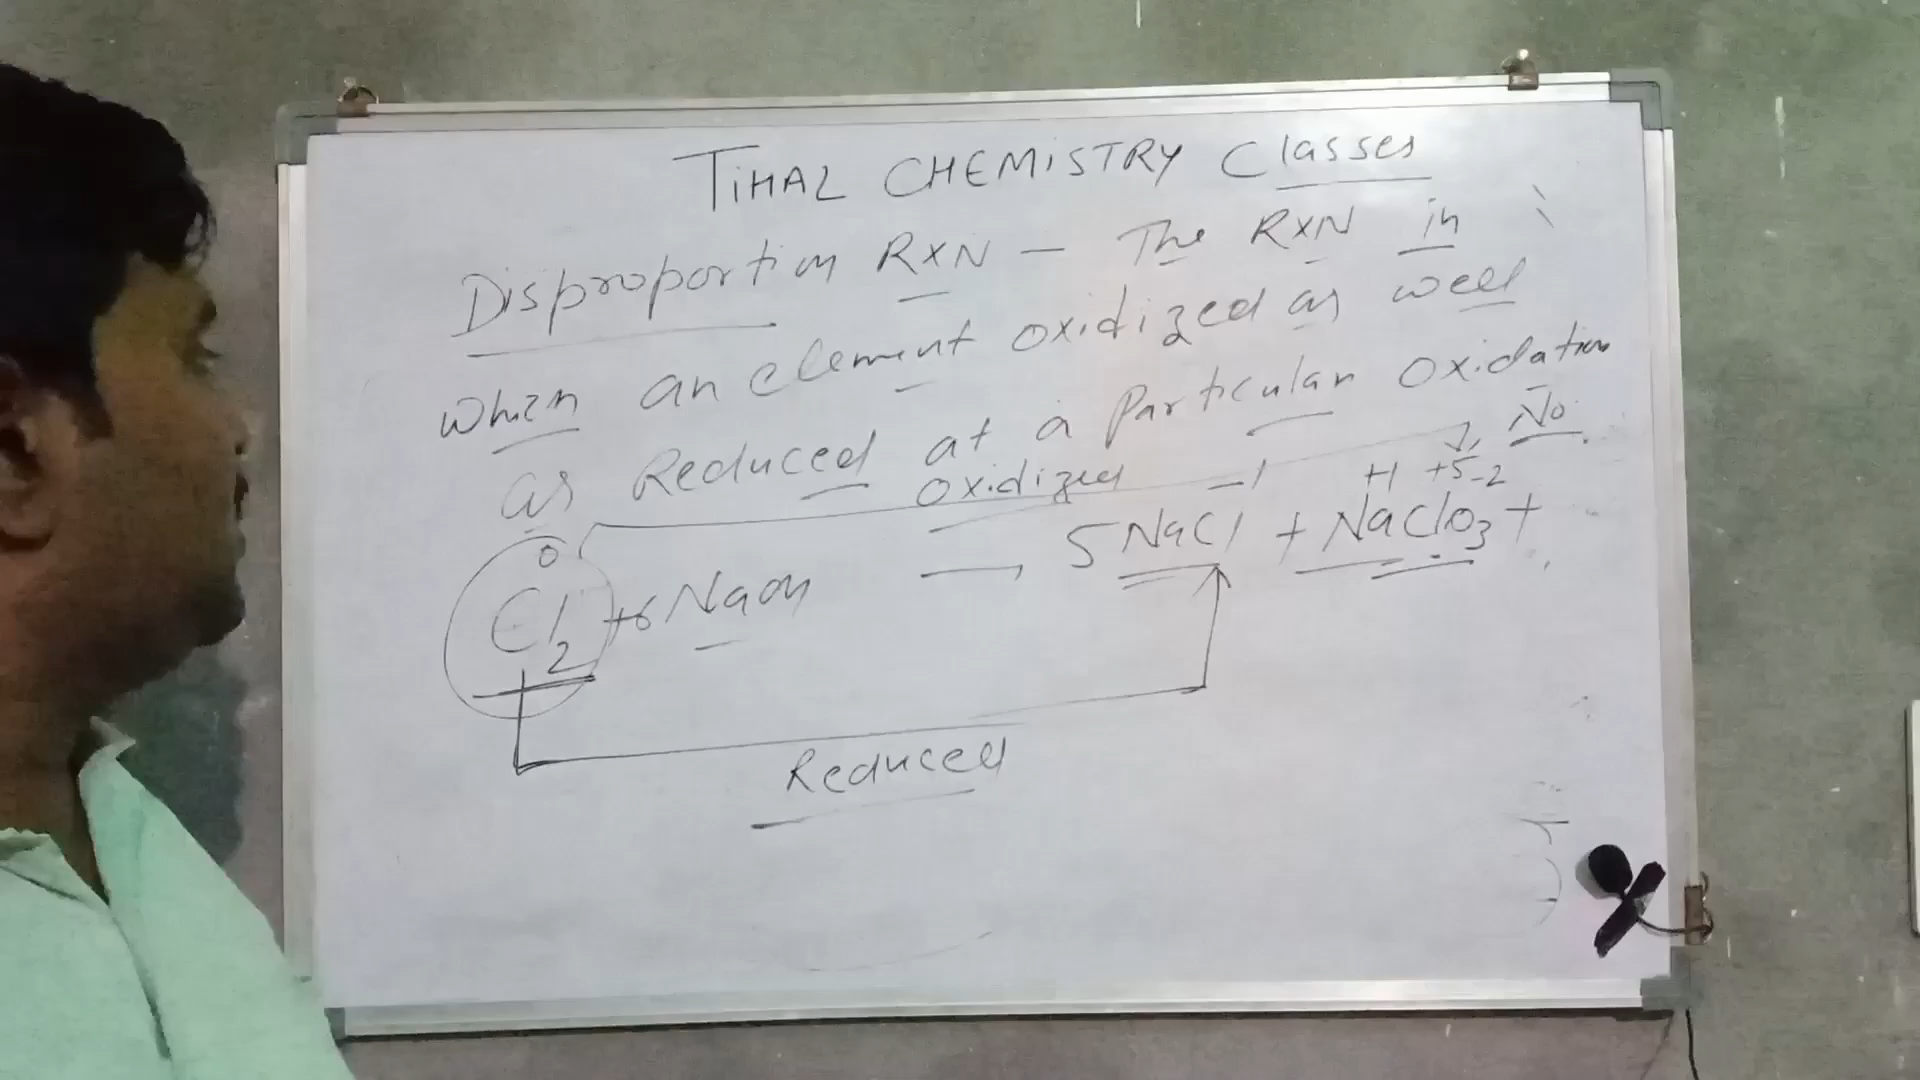 TIHAL CHEMISTRY Classes
Disproportion RXN – The RXN in
when an element oxidized as well
as Reduced at a Particular Oxidation
No.
Oxidized
0 -1 +1 +5 -2
Cl2 +6 NaOH → 5 NaCl + NaClO3 +
Reduced